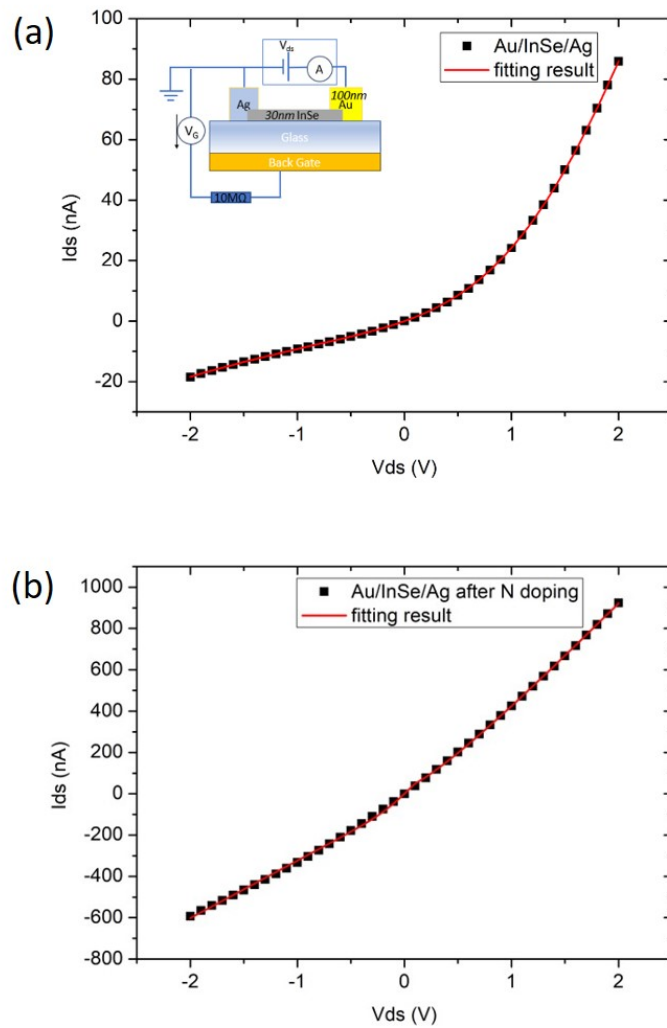 (a)
Au/InSe/Ag
fitting result
Vds
A
Ag
100nm
Au
30nm InSe
VG
Glass
Back Gate
10MΩ
100
80
60
40
20
0
-20
Ids (nA)
-2 -1 0 1 2
Vds (V)
(b)
Au/InSe/Ag after N doping
fitting result
1000
800
600
400
200
0
-200
-400
-600
-800
Ids (nA)
-2 -1 0 1 2
Vds (V)